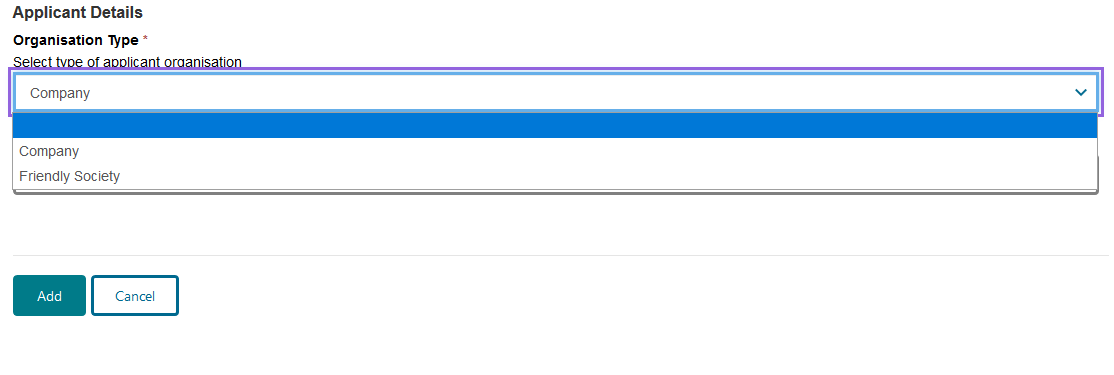 Applicant Details
Organisation Type *
Select type of applicant organisation
Company
Company
Friendly Society
Add
Cancel